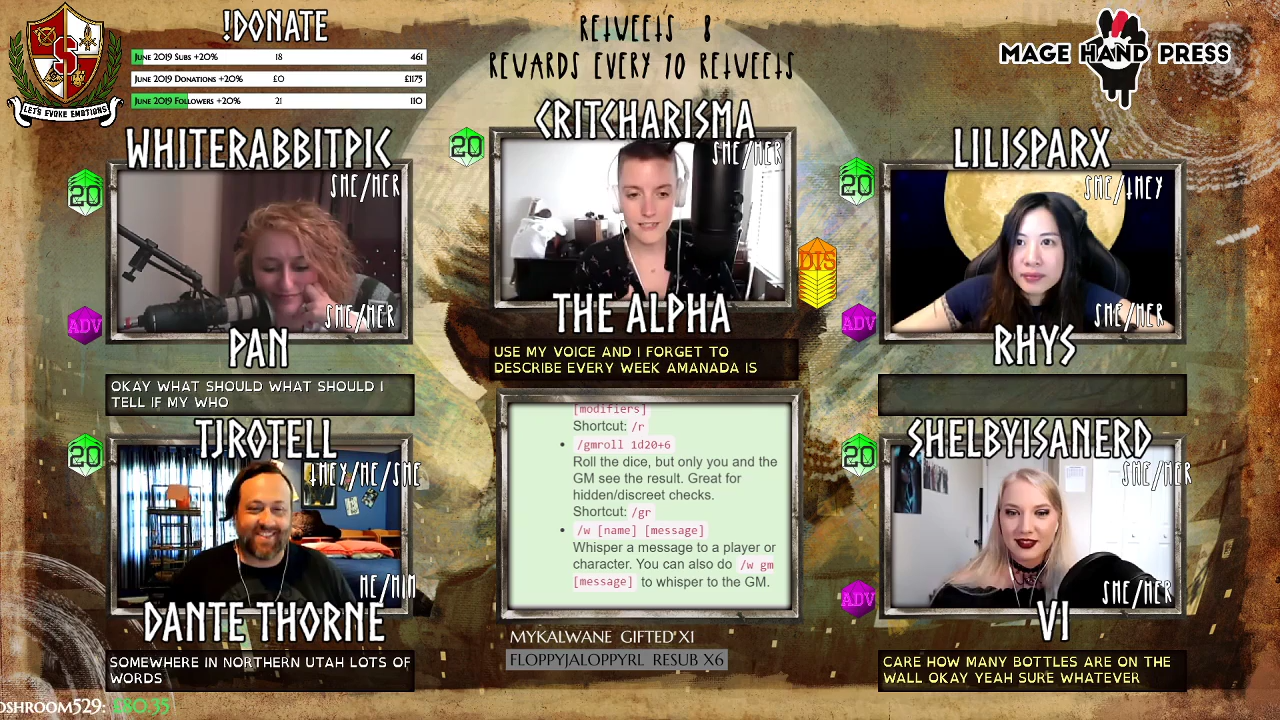 !DONATE
JUNE 2019 SUBS +20% 18 461
JUNE 2019 DONATIONS +20% £0 £1175
JUNE 2019 FOLLOWERS +20% 21 110
LET'S EVOKE EMOTIONS
RETWEETS 8
REWARDS EVERY 10 RETWEETS
MAGE HAND PRESS
WHITERABBITPIC
SHE/HER
20
ADV
SHE/HER
PAN
OKAY WHAT SHOULD WHAT SHOULD I
TELL IF MY WHO
CRITCHARISMA
SHE/HER
20
DTS
THE ALPHA
USE MY VOICE AND I FORGET TO
DESCRIBE EVERY WEEK AMANADA IS
LILISPARX
SHE/THEY
20
ADV
SHE/HER
RHYS
TJROTELL
THEY/HE/SHE
20
HE/HIM
DANTE THORNE
SOMEWHERE IN NORTHERN UTAH LOTS OF
WORDS
[modifiers]
Shortcut: /r
• /gmroll 1d20+6
Roll the dice, but only you and the
GM see the result. Great for
hidden/discreet checks.
Shortcut: /gr
• /w [name] [message]
Whisper a message to a player or
character. You can also do /w gm
[message] to whisper to the GM.
MYKALWANE GIFTED X1
FLOPPYJALOPPYRL RESUB X6
SHELBYISANERD
SHE/HER
20
ADV
SHE/HER
VI
CARE HOW MANY BOTTLES ARE ON THE
WALL OKAY YEAH SURE WHATEVER
OSHROOM529: £80.35